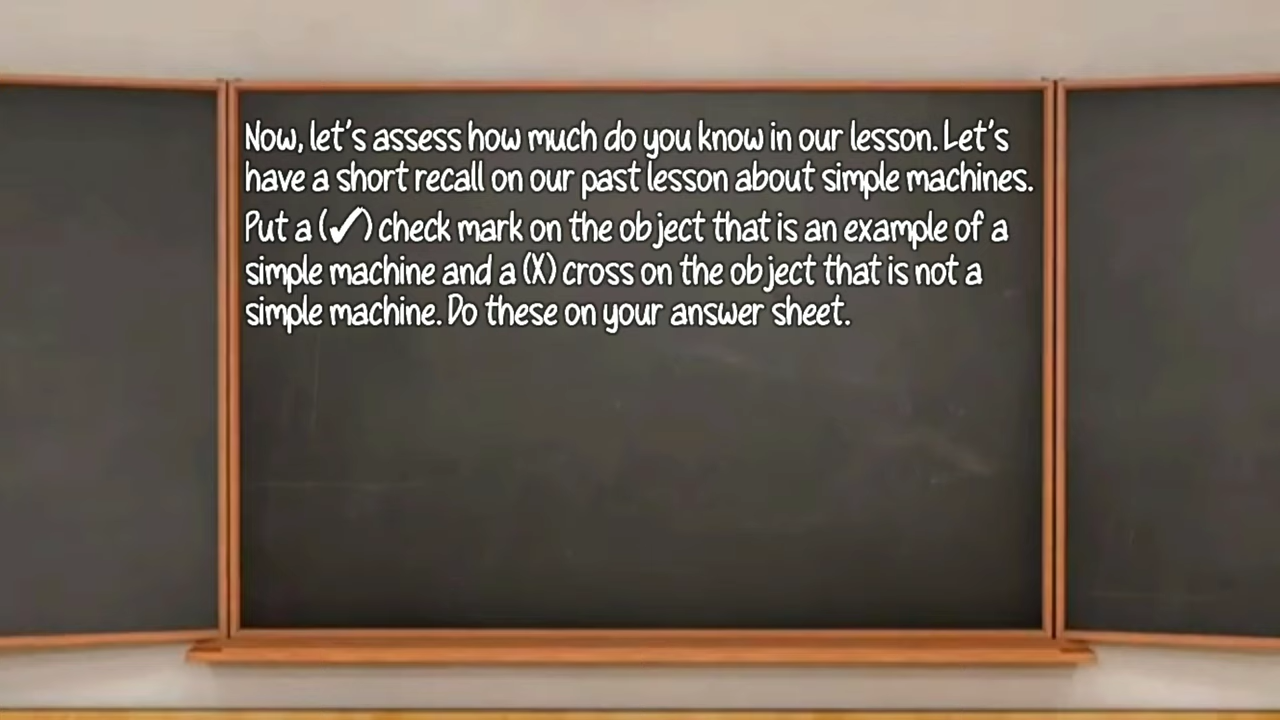 Now, let's assess how much do you know in our lesson. Let's
have a short recall on our past lesson about simple machines.
Put a (✓) check mark on the object that is an example of a
simple machine and a (X) cross on the object that is not a
simple machine. Do these on your answer sheet.